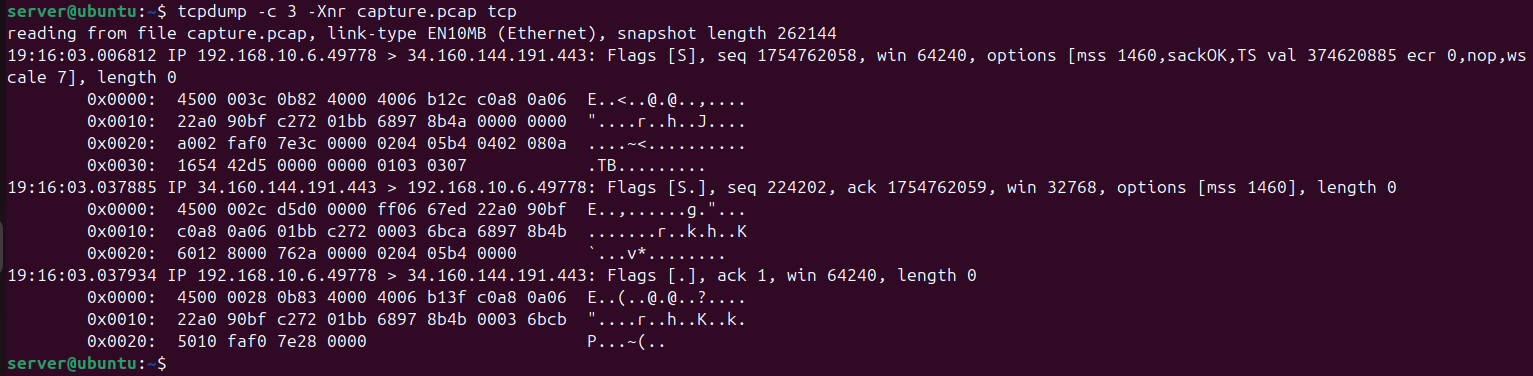 server@ubuntu:~$ tcpdump -c 3 -Xnr capture.pcap tcp
reading from file capture.pcap, link-type EN10MB (Ethernet), snapshot length 262144
19:16:03.006812 IP 192.168.10.6.49778 > 34.160.144.191.443: Flags [S], seq 1754762058, win 64240, options [mss 1460,sackOK,TS val 374620885 ecr 0,nop,ws
cale 7], length 0
        0x0000:  4500 003c 0b82 4000 4006 b12c c0a8 0a06  E..<..@.@..,....
        0x0010:  22a0 90bf c272 01bb 6897 8b4a 0000 0000  "....r..h..J....
        0x0020:  a002 faf0 7e3c 0000 0204 05b4 0402 080a  ....~<..........
        0x0030:  1654 42d5 0000 0000 0103 0307            .TB.........
19:16:03.037885 IP 34.160.144.191.443 > 192.168.10.6.49778: Flags [S.], seq 224202, ack 1754762059, win 32768, options [mss 1460], length 0
        0x0000:  4500 002c d5d0 0000 ff06 67ed 22a0 90bf  E..,......g."...
        0x0010:  c0a8 0a06 01bb c272 0003 6bca 6897 8b4b  .......r..k.h..K
        0x0020:  6012 8000 762a 0000 0204 05b4 0000       `...v*........
19:16:03.037934 IP 192.168.10.6.49778 > 34.160.144.191.443: Flags [.], ack 1, win 64240, length 0
        0x0000:  4500 0028 0b83 4000 4006 b13f c0a8 0a06  E..(..@.@..?....
        0x0010:  22a0 90bf c272 01bb 6897 8b4b 0003 6bcb  "....r..h..K..k.
        0x0020:  5010 faf0 7e28 0000                      P...~(..
server@ubuntu:~$